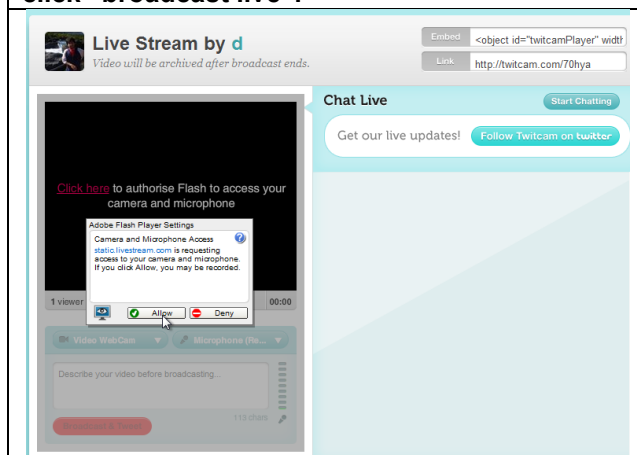 click "broadcast live".
Live Stream by d
Video will be archived after broadcast ends.
Embed <object id="twitcamPlayer" widtl
Link http://twitcam.com/70hya
Chat Live
Start Chatting
Get our live updates! Follow Twitcam on twitter
Click here to authorise Flash to access your
camera and microphone
Adobe Flash Player Settings
Camera and Microphone Access
static.livestream.com is requesting
access to your camera and microphone.
If you click Allow, you may be recorded.
Allow Deny
1 viewer 00:00
Video WebCam Microphone (Re...
Describe your video before broadcasting...
112 chars
Broadcast & Tweet